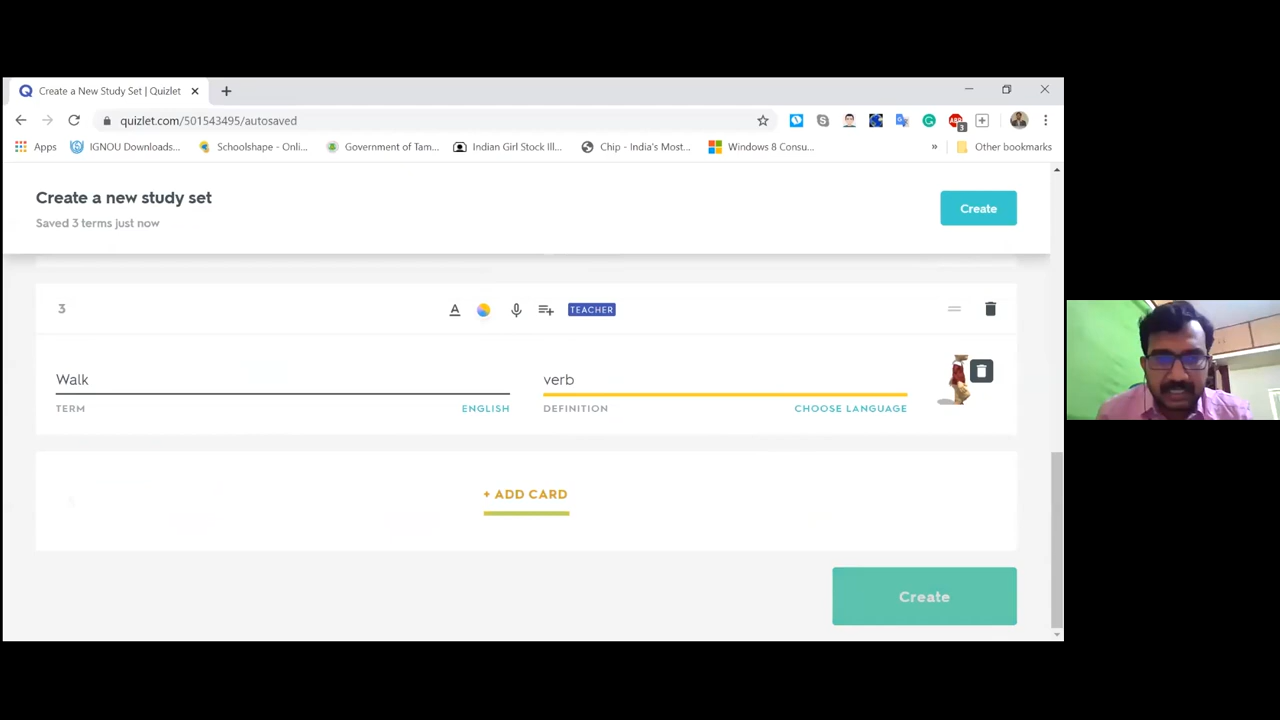 Create a New Study Set | Quizlet
quizlet.com/501543495/autosaved
Apps
IGNOU Downloads...
Schoolshape - Onli...
Government of Tam...
Indian Girl Stock Ill...
Chip - India's Most...
Windows 8 Consu...
»
Other bookmarks
Create a new study set
Saved 3 terms just now
Create
3
A
TEACHER
Walk
verb
TERM
ENGLISH
DEFINITION
CHOOSE LANGUAGE
+ ADD CARD
Create